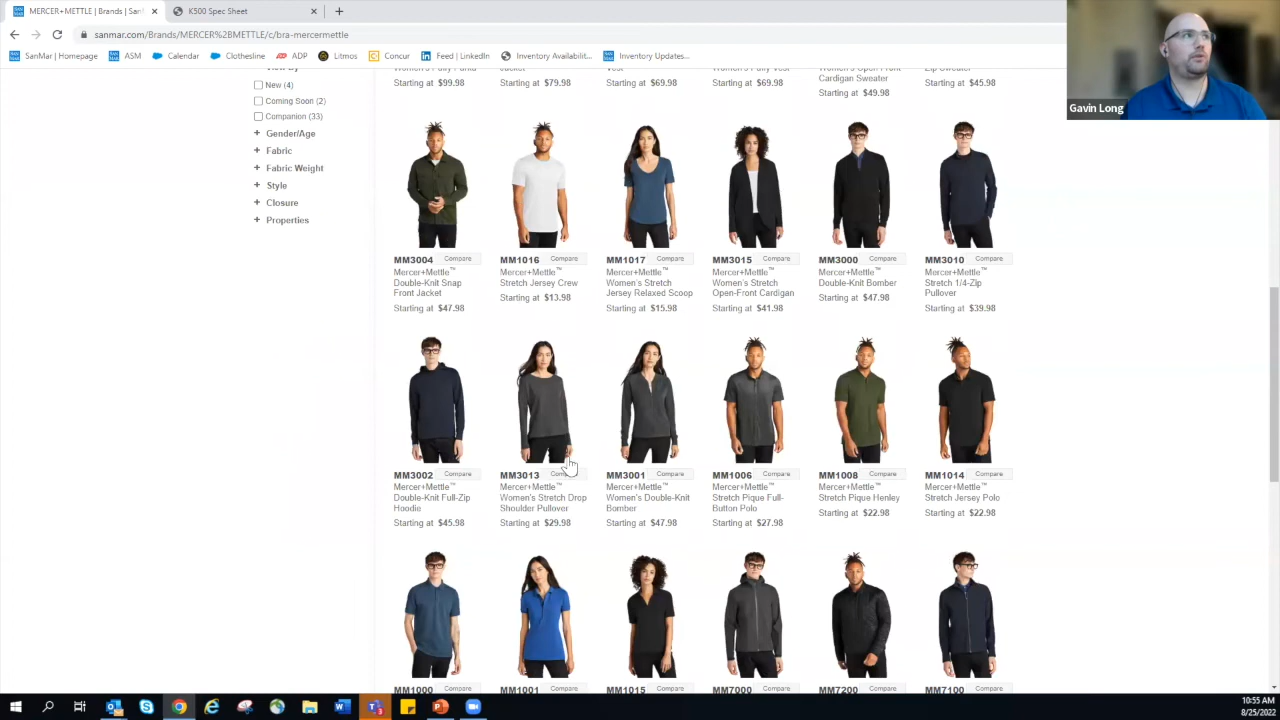 MERCER+METTLE | Brands | San
K500 Spec Sheet
sanmar.com/Brands/MERCER%2BMETTLE/c/bra-mercermettle
SanMar | Homepage
ASM
Calendar
Clothesline
ADP
Litmos
Concur
Feed | LinkedIn
Inventory Availabilit...
Inventory Updates...
Gavin Long
New (4)
Coming Soon (2)
Companion (33)
Gender/Age
Fabric
Fabric Weight
Style
Closure
Properties
Starting at $99.98
Jacket
Starting at $79.98
Vest
Starting at $69.98
Starting at $69.98
Cardigan Sweater
Starting at $49.98
Starting at $45.98
MM3004 Compare
Mercer+Mettle™
Double-Knit Snap
Front Jacket
Starting at $47.98
MM1016 Compare
Mercer+Mettle™
Stretch Jersey Crew
Starting at $13.98
MM1017 Compare
Mercer+Mettle™
Women's Stretch
Jersey Relaxed Scoop
Starting at $15.98
MM3015 Compare
Mercer+Mettle™
Women's Stretch
Open-Front Cardigan
Starting at $41.98
MM3000 Compare
Mercer+Mettle™
Double-Knit Bomber
Starting at $47.98
MM3010 Compare
Mercer+Mettle™
Stretch 1/4-Zip
Pullover
Starting at $39.98
MM3002 Compare
Mercer+Mettle™
Double-Knit Full-Zip
Hoodie
Starting at $45.98
MM3013
Mercer+Mettle™
Women's Stretch Drop
Shoulder Pullover
Starting at $29.98
MM3001 Compare
Mercer+Mettle™
Women's Double-Knit
Bomber
Starting at $47.98
MM1006 Compare
Mercer+Mettle™
Stretch Pique Full-
Button Polo
Starting at $27.98
MM1008 Compare
Mercer+Mettle™
Stretch Pique Henley
Starting at $22.98
MM1014 Compare
Mercer+Mettle™
Stretch Jersey Polo
Starting at $22.98
MM1000 Compare
MM1001 Compare
MM1015 Compare
MM7000 Compare
MM7200 Compare
MM7100 Compare
10:55 AM
8/25/2022